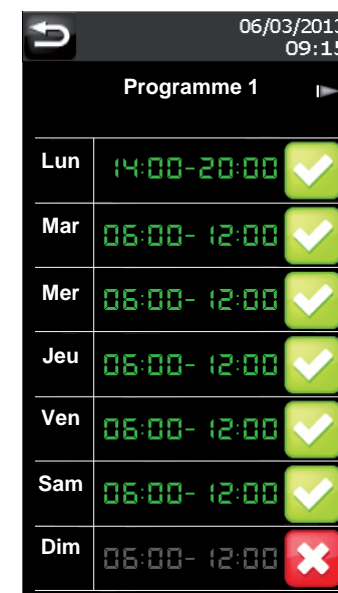 06/03/2013
09:15
Programme 1
Lun 14:00-20:00
Mar 06:00-12:00
Mer 06:00-12:00
Jeu 06:00-12:00
Ven 06:00-12:00
Sam 06:00-12:00
Dim 06:00-12:00